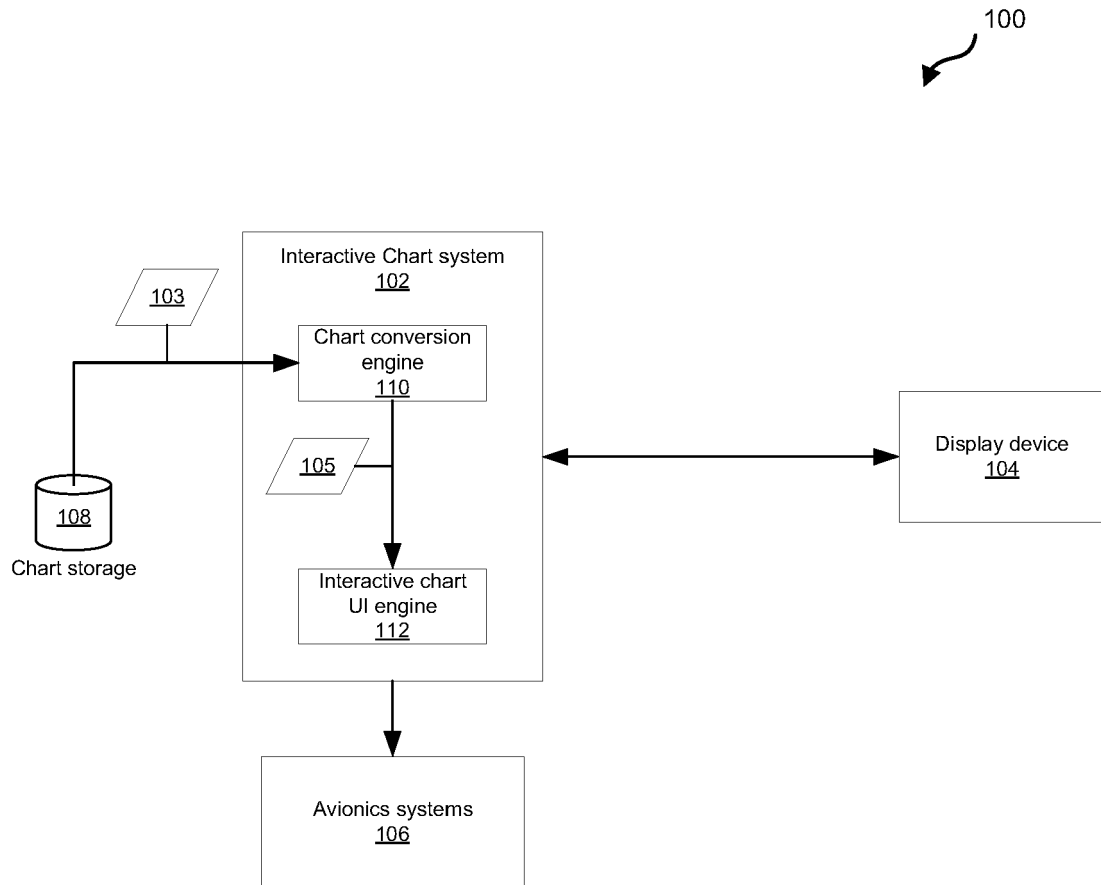 100
Interactive Chart system
102
103
Chart conversion
engine
110
105
Display device
104
108
Chart storage
Interactive chart
UI engine
112
Avionics systems
106